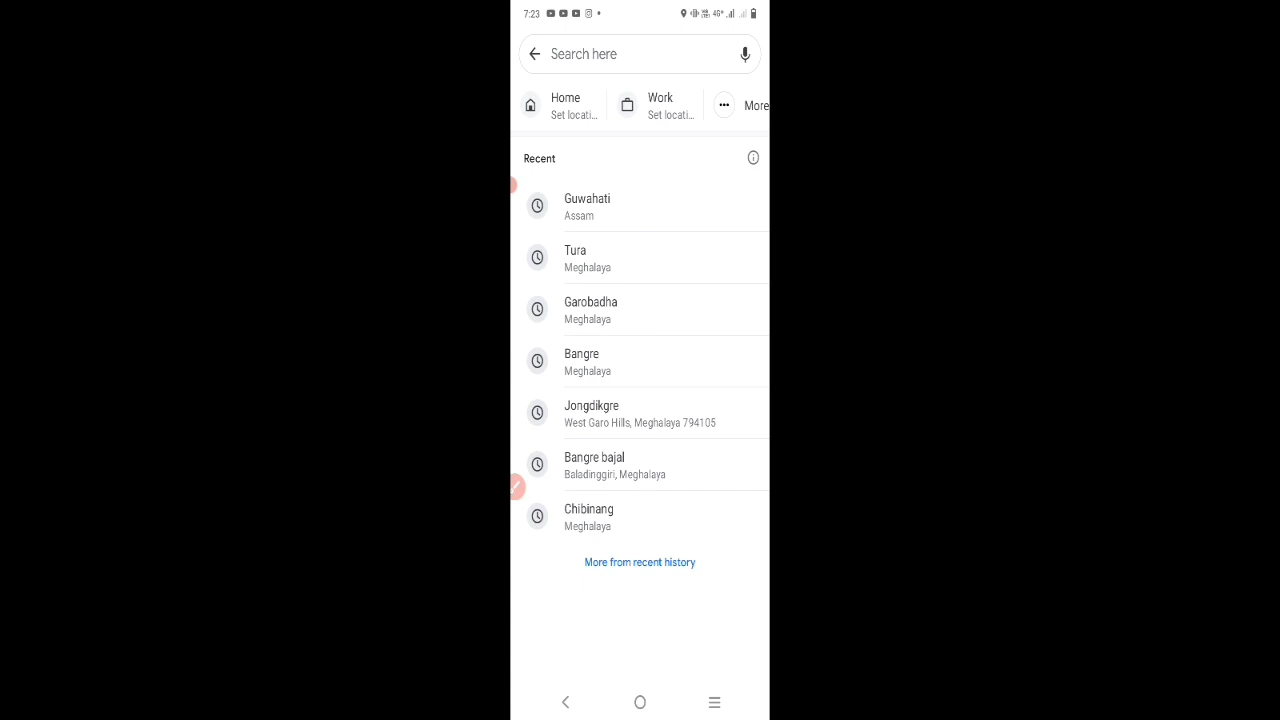 7:23
4G+
Search here
Home
Set locati...
Work
Set locati...
More
Recent
Guwahati
Assam
Tura
Meghalaya
Garobadha
Meghalaya
Bangre
Meghalaya
Jongdikgre
West Garo Hills, Meghalaya 794105
Bangre bajal
Baladinggiri, Meghalaya
Chibinang
Meghalaya
More from recent history